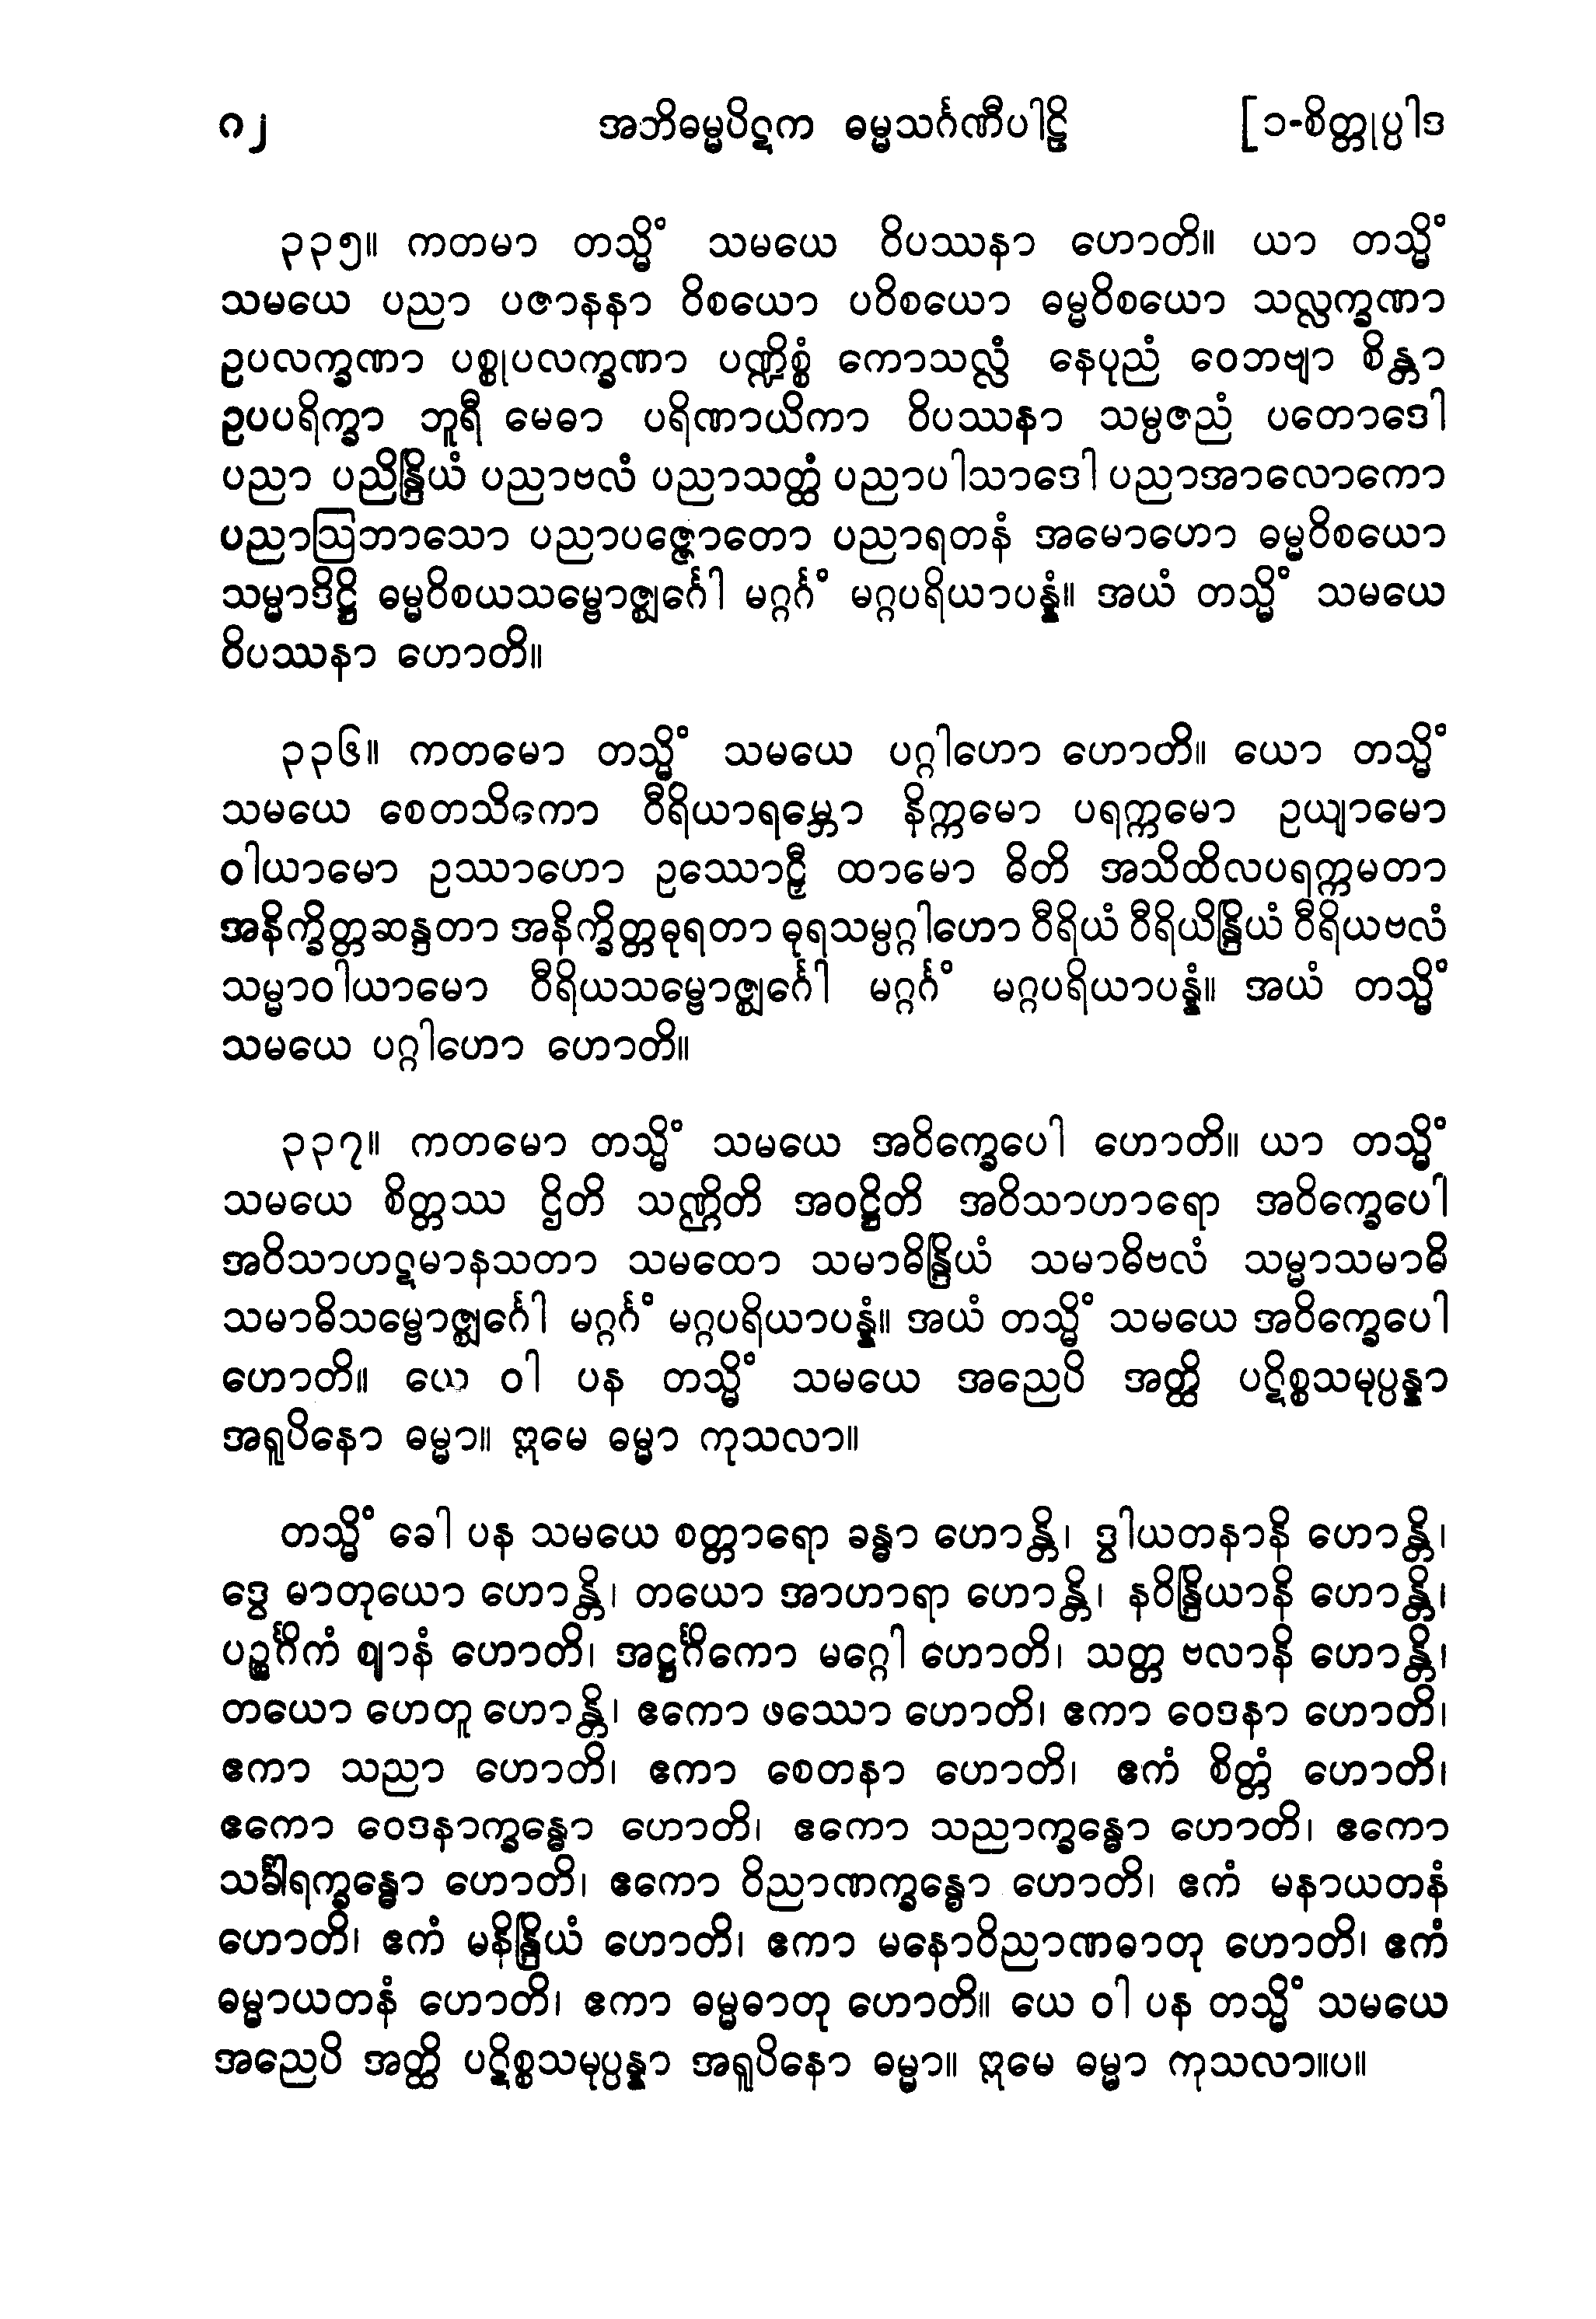 ၈၂ အဘိဓမ္မပိဋက ဓမ္မသင်္ဂဏီပါဠိ [၁-စိတ္တုပ္ပါဒ
၃၃၅။ ကတမာ တသ္မိံ သမယေ ဝိပဿနာ ဟောတိ။ ယာ တသ္မိံ
သမယေ ပညာ ပဇာနနာ ဝိစယော ပဝိစယော ဓမ္မဝိစယော သလ္လက္ခဏာ
ဥပလက္ခဏာ ပစ္စုပလက္ခဏာ ပဏ္ဍိစ္စံ ကောသလ္လံ နေပုညံ ဝေဘဗျာ စိန္တာ
ဥပပရိက္ခာ ဘူရီ မေဓာ ပရိဏာယိကာ ဝိပဿနာ သမ္ပဇညံ ပတောဒေါ
ပညာ ပညိန္ဒြိယံ ပညာဗလံ ပညာသတ္ထံ ပညာပါသာဒေါ ပညာအာလောကော
ပညာဩဘာသော ပညာပဇ္ဇောတော ပညာရတနံ အမောဟော ဓမ္မဝိစယော
သမ္မာဒိဋ္ဌိ ဓမ္မဝိစယသမ္ဗောဇ္ဈင်္ဂေါ မဂ္ဂင်္ဂံ မဂ္ဂပရိယာပန္နံ။ အယံ တသ္မိံ သမယေ
ဝိပဿနာ ဟောတိ။
၃၃၆။ ကတမော တသ္မိံ သမယေ ပဂ္ဂါဟော ဟောတိ။ ယော တသ္မိံ
သမယေ စေတသိကော ဝီရိယာရမ္ဘော နိက္ကမော ပရက္ကမော ဥယျာမော
ဝါယာမော ဥဿာဟော ဥဿောဠှီ ထာမော ဓိတိ အသိထိလပရက္ကမတာ
အနိက္ခိတ္တဆန္ဒတာ အနိက္ခိတ္တဓုရတာ ဓုရသမ္ပဂ္ဂါဟော ဝီရိယံ ဝီရိယိန္ဒြိယံ ဝီရိယဗလံ
သမ္မာဝါယာမော ဝီရိယသမ္ဗောဇ္ဈင်္ဂေါ မဂ္ဂင်္ဂံ မဂ္ဂပရိယာပန္နံ။ အယံ တသ္မိံ
သမယေ ပဂ္ဂါဟော ဟောတိ။
၃၃၇။ ကတမော တသ္မိံ သမယေ အဝိက္ခေပေါ ဟောတိ။ ယာ တသ္မိံ
သမယေ စိတ္တဿ ဌိတိ သဏ္ဌိတိ အဝဋ္ဌိတိ အဝိသာဟာရော အဝိက္ခေပေါ
အဝိသာဟဋမာနသတာ သမထော သမာဓိန္ဒြိယံ သမာဓိဗလံ သမ္မာသမာဓိ
သမာဓိသမ္ဗောဇ္ဈင်္ဂေါ မဂ္ဂင်္ဂံ မဂ္ဂပရိယာပန္နံ။ အယံ တသ္မိံ သမယေ အဝိက္ခေပေါ
ဟောတိ။ ယေ ဝါ ပန တသ္မိံ သမယေ အညေပိ အတ္ထိ ပဋိစ္စသမုပ္ပန္နာ
အရူပိနော ဓမ္မာ။ ဣမေ ဓမ္မာ ကုသလာ။
တသ္မိံ ခေါ ပန သမယေ စတ္တာရော ခန္ဓာ ဟောန္တိ၊ ဒွါယတနာနိ ဟောန္တိ၊
ဒွေ ဓာတုယော ဟောန္တိ၊ တယော အာဟာရာ ဟောန္တိ၊ နဝိန္ဒြိယာနိ ဟောန္တိ၊
ပဉ္စင်္ဂိကံ ဈာနံ ဟောတိ၊ အဋ္ဌင်္ဂိကော မဂ္ဂေါ ဟောတိ၊ သတ္တ ဗလာနိ ဟောန္တိ၊
တယော ဟေတူ ဟောန္တိ၊ ဧကော ဖဿော ဟောတိ၊ ဧကာ ဝေဒနာ ဟောတိ၊
ဧကာ သညာ ဟောတိ၊ ဧကာ စေတနာ ဟောတိ၊ ဧကံ စိတ္တံ ဟောတိ၊
ဧကော ဝေဒနာက္ခန္ဓော ဟောတိ၊ ဧကော သညာက္ခန္ဓော ဟောတိ၊ ဧကော
သင်္ခါရက္ခန္ဓော ဟောတိ၊ ဧကော ဝိညာဏက္ခန္ဓော ဟောတိ၊ ဧကံ မနာယတနံ
ဟောတိ၊ ဧကံ မနိန္ဒြိယံ ဟောတိ၊ ဧကာ မနောဝိညာဏဓာတု ဟောတိ၊ ဧကံ
ဓမ္မာယတနံ ဟောတိ၊ ဧကာ ဓမ္မဓာတု ဟောတိ။ ယေ ဝါ ပန တသ္မိံ သမယေ
အညေပိ အတ္ထိ ပဋိစ္စသမုပ္ပန္နာ အရူပိနော ဓမ္မာ။ ဣမေ ဓမ္မာ ကုသလာ။ပ။